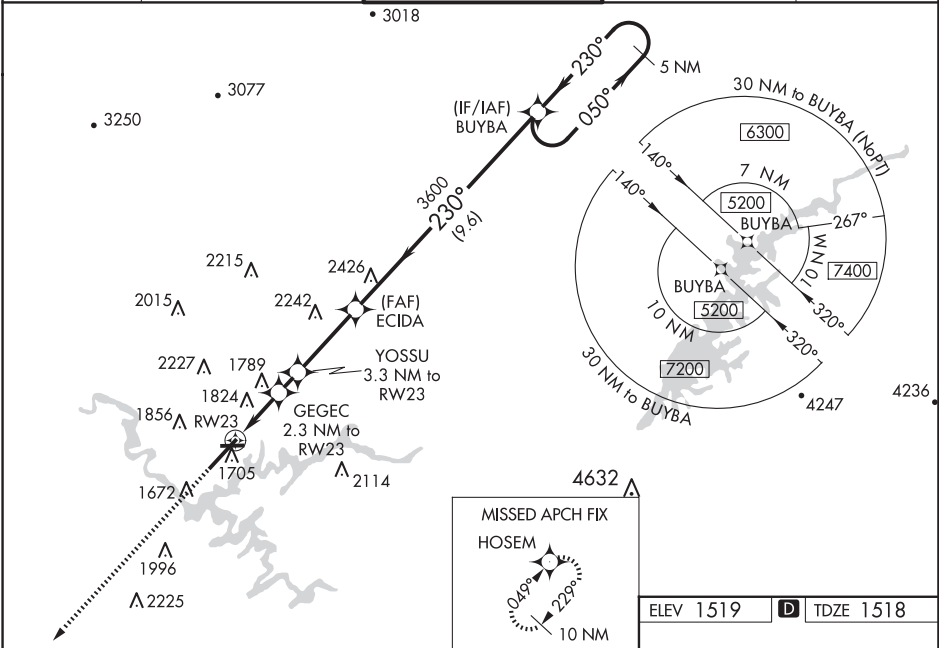 3018
3077
3250
230°
5 NM
050°
(IF/IAF)
BUYBA
3600
230°
(9.6)
30 NM to BUYBA (NoPT)
6300
140°
7 NM
5200
BUYBA
267°
140°
10 NM
7400
BUYBA
5200
320°
10 NM
320°
7200
30 NM to BUYBA
4247
4236
2215
2426
2015
2242
(FAF)
ECIDA
2227
1789
YOSSU
3.3 NM to
RW23
1824
1856
RW23
GEGEC
2.3 NM to
RW23
1705
2114
1672
1996
2225
4632
MISSED APCH FIX
HOSEM
049°
229°
10 NM
ELEV 1519
D
TDZE 1518